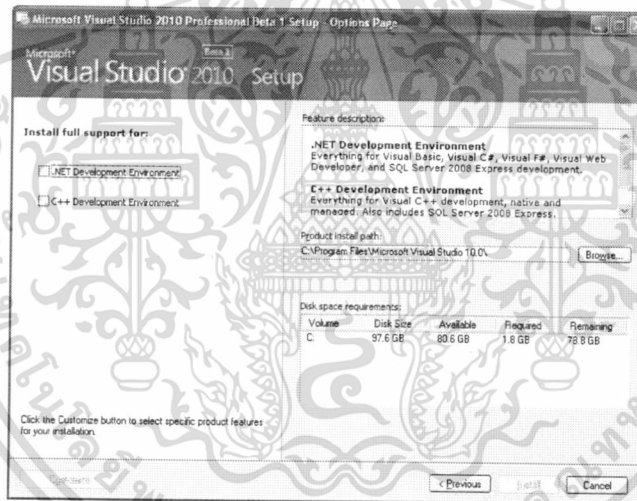 Microsoft Visual Studio 2010 Professional Beta 1 Setup - Options Page
Microsoft
Visual Studio 2010 Setup
Beta 1
Install full support for:
.NET Development Environment
C++ Development Environment
Click the Customize button to select specific product features
for your installation.
Feature description:
.NET Development Environment
Everything for Visual Basic, Visual C#, Visual F#, Visual Web
Developer, and SQL Server 2008 Express development.
C++ Development Environment
Everything for Visual C++ development, native and
managed. Also includes SQL Server 2008 Express.
Product install path:
C:\Program Files\Microsoft Visual Studio 10.0\
Browse...
Disk space requirements:
Volume Disk Size Available Required Remaining
C: 97.6 GB 80.6 GB 1.8 GB 78.8 GB
< Previous
Install
Cancel